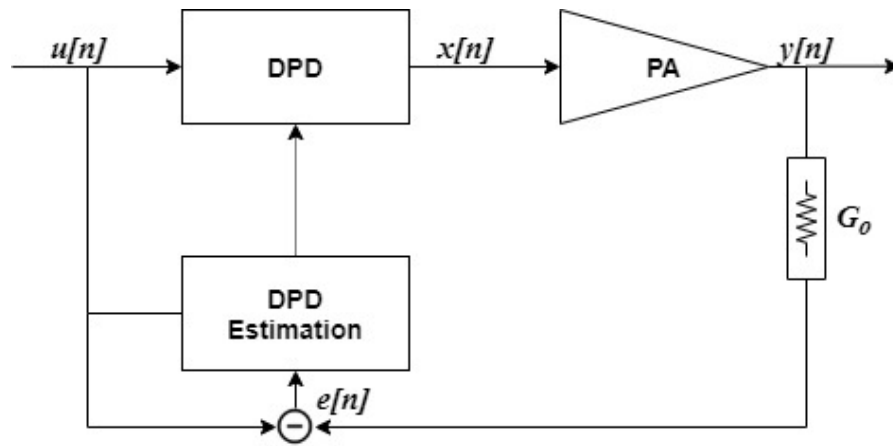 u[n]
DPD
x[n]
PA
y[n]
G₀
DPD
Estimation
e[n]